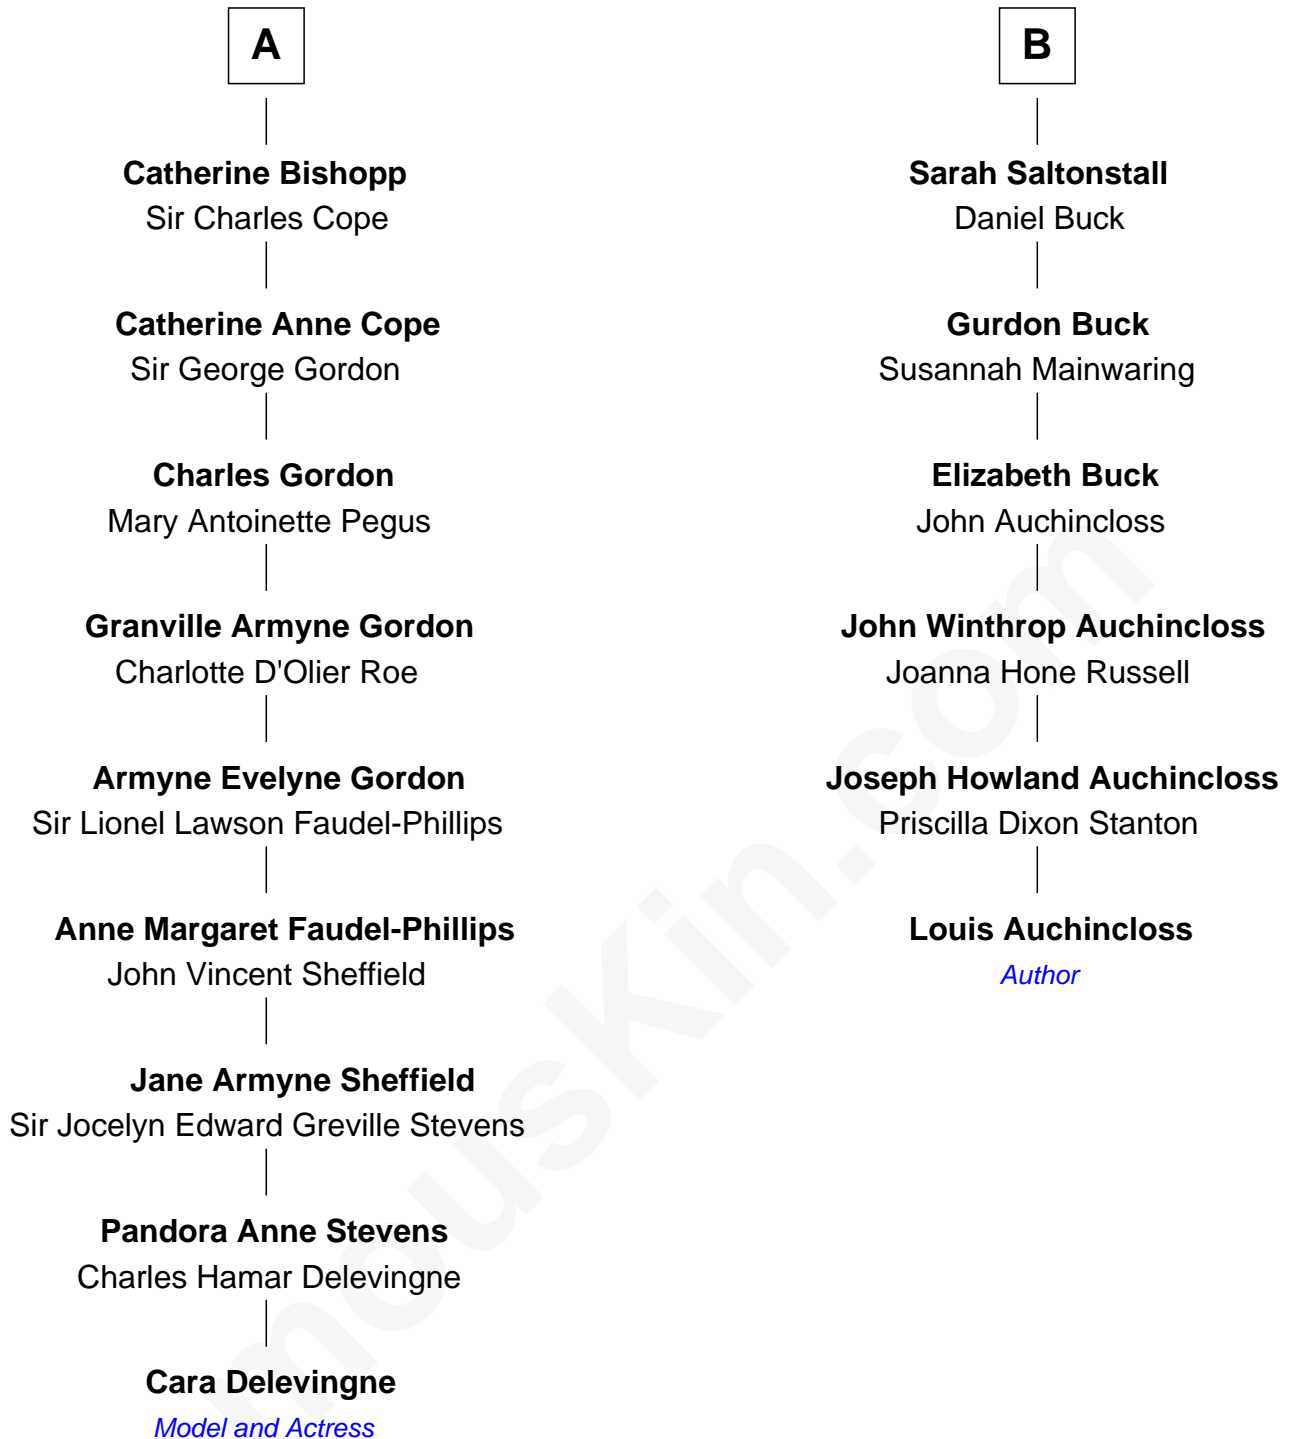 A
Catherine Bishopp
Sir Charles Cope
Catherine Anne Cope
Sir George Gordon
Charles Gordon
Mary Antoinette Pegus
Granville Armyne Gordon
Charlotte D'Olier Roe
Armyne Evelyne Gordon
Sir Lionel Lawson Faudel-Phillips
Anne Margaret Faudel-Phillips
John Vincent Sheffield
Jane Armyne Sheffield
Sir Jocelyn Edward Greville Stevens
Pandora Anne Stevens
Charles Hamar Delevingne
Cara Delevingne
Model and Actress
B
Sarah Saltonstall
Daniel Buck
Gurdon Buck
Susannah Mainwaring
Elizabeth Buck
John Auchincloss
John Winthrop Auchincloss
Joanna Hone Russell
Joseph Howland Auchincloss
Priscilla Dixon Stanton
Louis Auchincloss
Author
mousKin.com